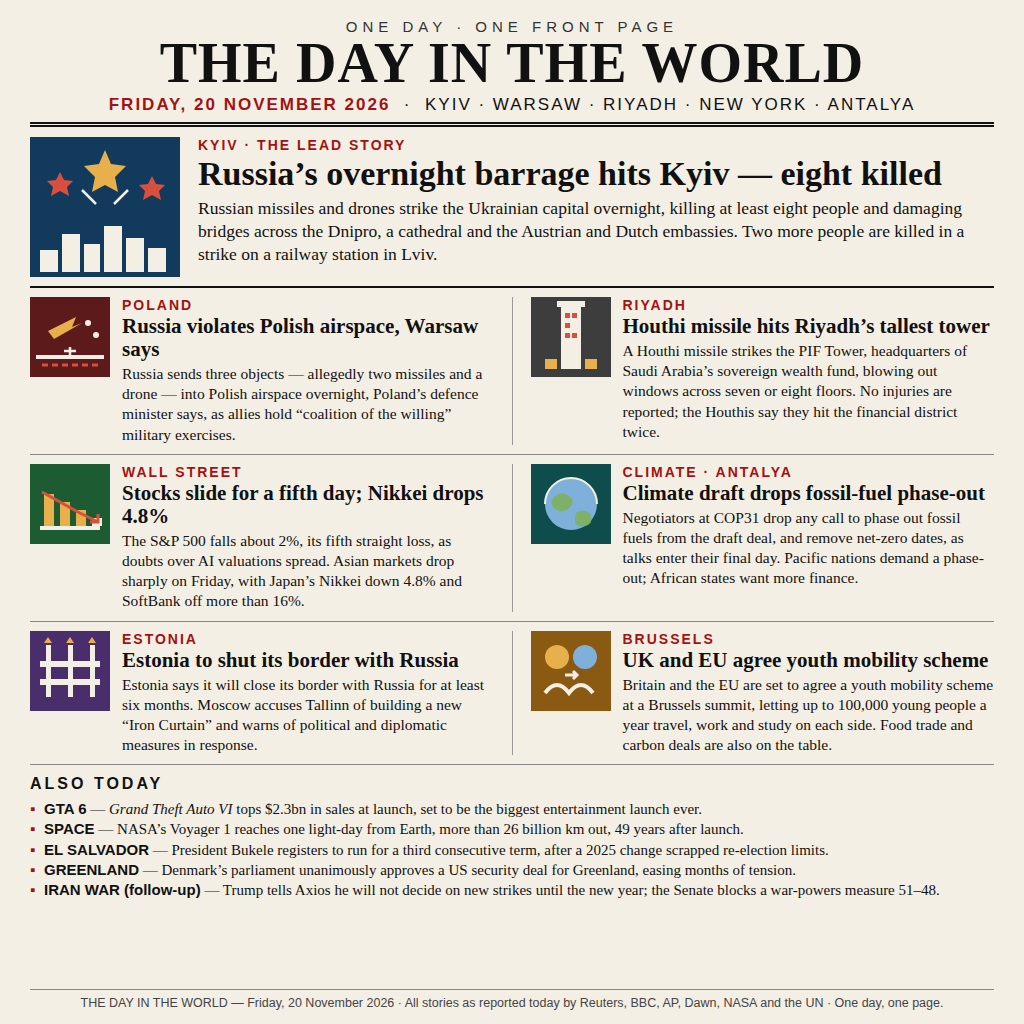 ONE DAY · ONE FRONT PAGE
THE DAY IN THE WORLD
FRIDAY, 20 NOVEMBER 2026 · KYIV · WARSAW · RIYADH · NEW YORK · ANTALYA
KYIV · THE LEAD STORY
Russia’s overnight barrage hits Kyiv — eight killed
Russian missiles and drones strike the Ukrainian capital overnight, killing at least eight people and damaging
bridges across the Dnipro, a cathedral and the Austrian and Dutch embassies. Two more people are killed in a
strike on a railway station in Lviv.
POLAND
Russia violates Polish airspace, Warsaw
says
Russia sends three objects — allegedly two missiles and a
drone — into Polish airspace overnight, Poland’s defence
minister says, as allies hold “coalition of the willing”
military exercises.
RIYADH
Houthi missile hits Riyadh’s tallest tower
A Houthi missile strikes the PIF Tower, headquarters of
Saudi Arabia’s sovereign wealth fund, blowing out
windows across seven or eight floors. No injuries are
reported; the Houthis say they hit the financial district
twice.
WALL STREET
Stocks slide for a fifth day; Nikkei drops
4.8%
The S&P 500 falls about 2%, its fifth straight loss, as
doubts over AI valuations spread. Asian markets drop
sharply on Friday, with Japan’s Nikkei down 4.8% and
SoftBank off more than 16%.
CLIMATE · ANTALYA
Climate draft drops fossil-fuel phase-out
Negotiators at COP31 drop any call to phase out fossil
fuels from the draft deal, and remove net-zero dates, as
talks enter their final day. Pacific nations demand a phase-
out; African states want more finance.
ESTONIA
Estonia to shut its border with Russia
Estonia says it will close its border with Russia for at least
six months. Moscow accuses Tallinn of building a new
“Iron Curtain” and warns of political and diplomatic
measures in response.
BRUSSELS
UK and EU agree youth mobility scheme
Britain and the EU are set to agree a youth mobility scheme
at a Brussels summit, letting up to 100,000 young people a
year travel, work and study on each side. Food trade and
carbon deals are also on the table.
ALSO TODAY
▪ GTA 6 — Grand Theft Auto VI tops $2.3bn in sales at launch, set to be the biggest entertainment launch ever.
▪ SPACE — NASA’s Voyager 1 reaches one light-day from Earth, more than 26 billion km out, 49 years after launch.
▪ EL SALVADOR — President Bukele registers to run for a third consecutive term, after a 2025 change scrapped re-election limits.
▪ GREENLAND — Denmark’s parliament unanimously approves a US security deal for Greenland, easing months of tension.
▪ IRAN WAR (follow-up) — Trump tells Axios he will not decide on new strikes until the new year; the Senate blocks a war-powers measure 51–48.
THE DAY IN THE WORLD — Friday, 20 November 2026 · All stories as reported today by Reuters, BBC, AP, Dawn, NASA and the UN · One day, one page.